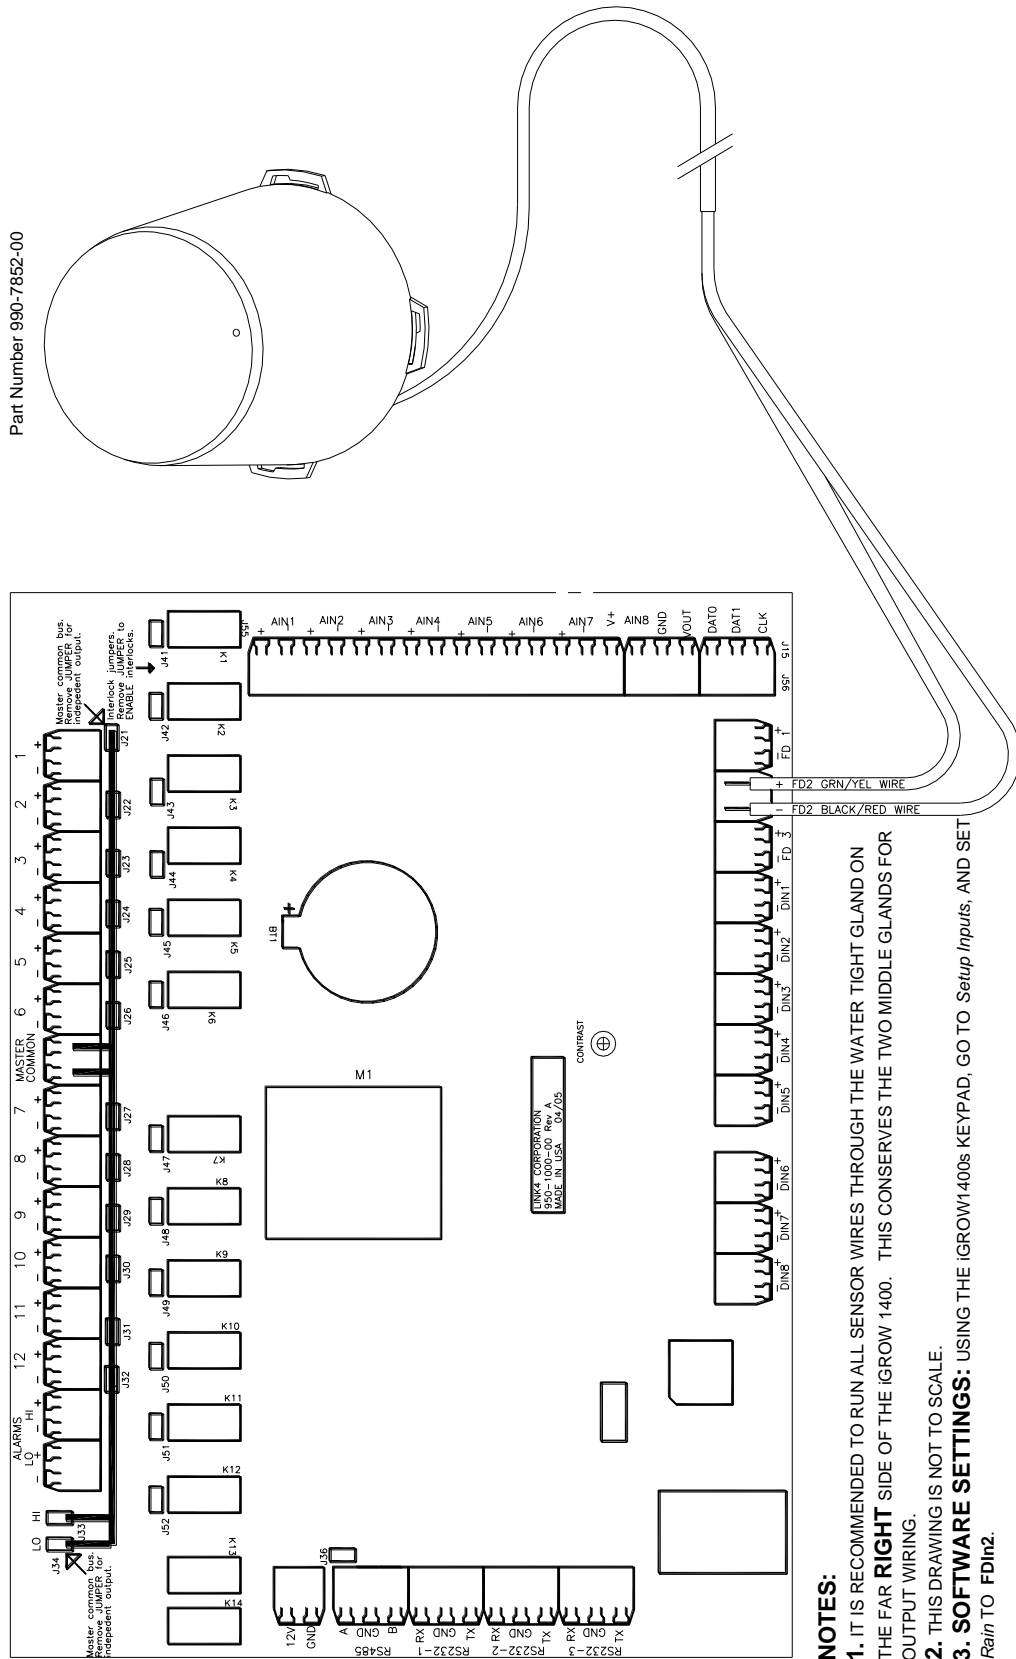 Part Number 990-7852-00
Master common bus.
Remove JUMPER for
indepedent output.
Interlock jumpers.
Remove JUMPER to
ENABLE interlocks.
1
2
3
4
5
6
MASTER
COMMON
7
8
9
10
11
12
ALARMS
HI
LO
- +
- +
- +
- +
- +
- +
- +
- +
- +
- +
- +
- +
- +
- +
J21
J22
J23
J24
J25
J26
J27
J28
J29
J30
J31
J32
HI
J33
LO
J34
Master common bus.
Remove JUMPER for
indepedent output.
J41
K1
J42
K2
J43
K3
J44
K4
J45
K5
J46
K6
J47
K7
J48
K8
J49
K9
J50
K10
J51
K11
J52
K12
K13
K14
J55
+ AIN1 -
+ AIN2 -
+ AIN3 -
+ AIN4 -
+ AIN5 -
+ AIN6 -
+ AIN7 -
V+
AIN8
GND
VOUT
DAT0
DAT1
CLK
J15
J56
BT1
+
CONTRAST
M1
LINK4 CORPORATION
950-1000-00 Rev A
MADE IN USA 04/05
J36
12V
GND
A
GND
B
RS485
RX
GND
TX
RS232-1
RX
GND
TX
RS232-2
RX
GND
TX
RS232-3
- FD 1 +
+ FD2 GRN/YEL WIRE
- FD2 BLACK/RED WIRE
- FD 3 +
- DIN1 +
- DIN2 +
- DIN3 +
- DIN4 +
- DIN5 +
- DIN6 +
- DIN7 +
- DIN8 +
NOTES:
1. IT IS RECOMMENDED TO RUN ALL SENSOR WIRES THROUGH THE WATER TIGHT GLAND ON
THE FAR RIGHT SIDE OF THE iGROW 1400. THIS CONSERVES THE TWO MIDDLE GLANDS FOR
OUTPUT WIRING.
2. THIS DRAWING IS NOT TO SCALE.
3. SOFTWARE SETTINGS: USING THE iGROW1400s KEYPAD, GO TO Setup Inputs, AND SET
Rain TO FDIn2.